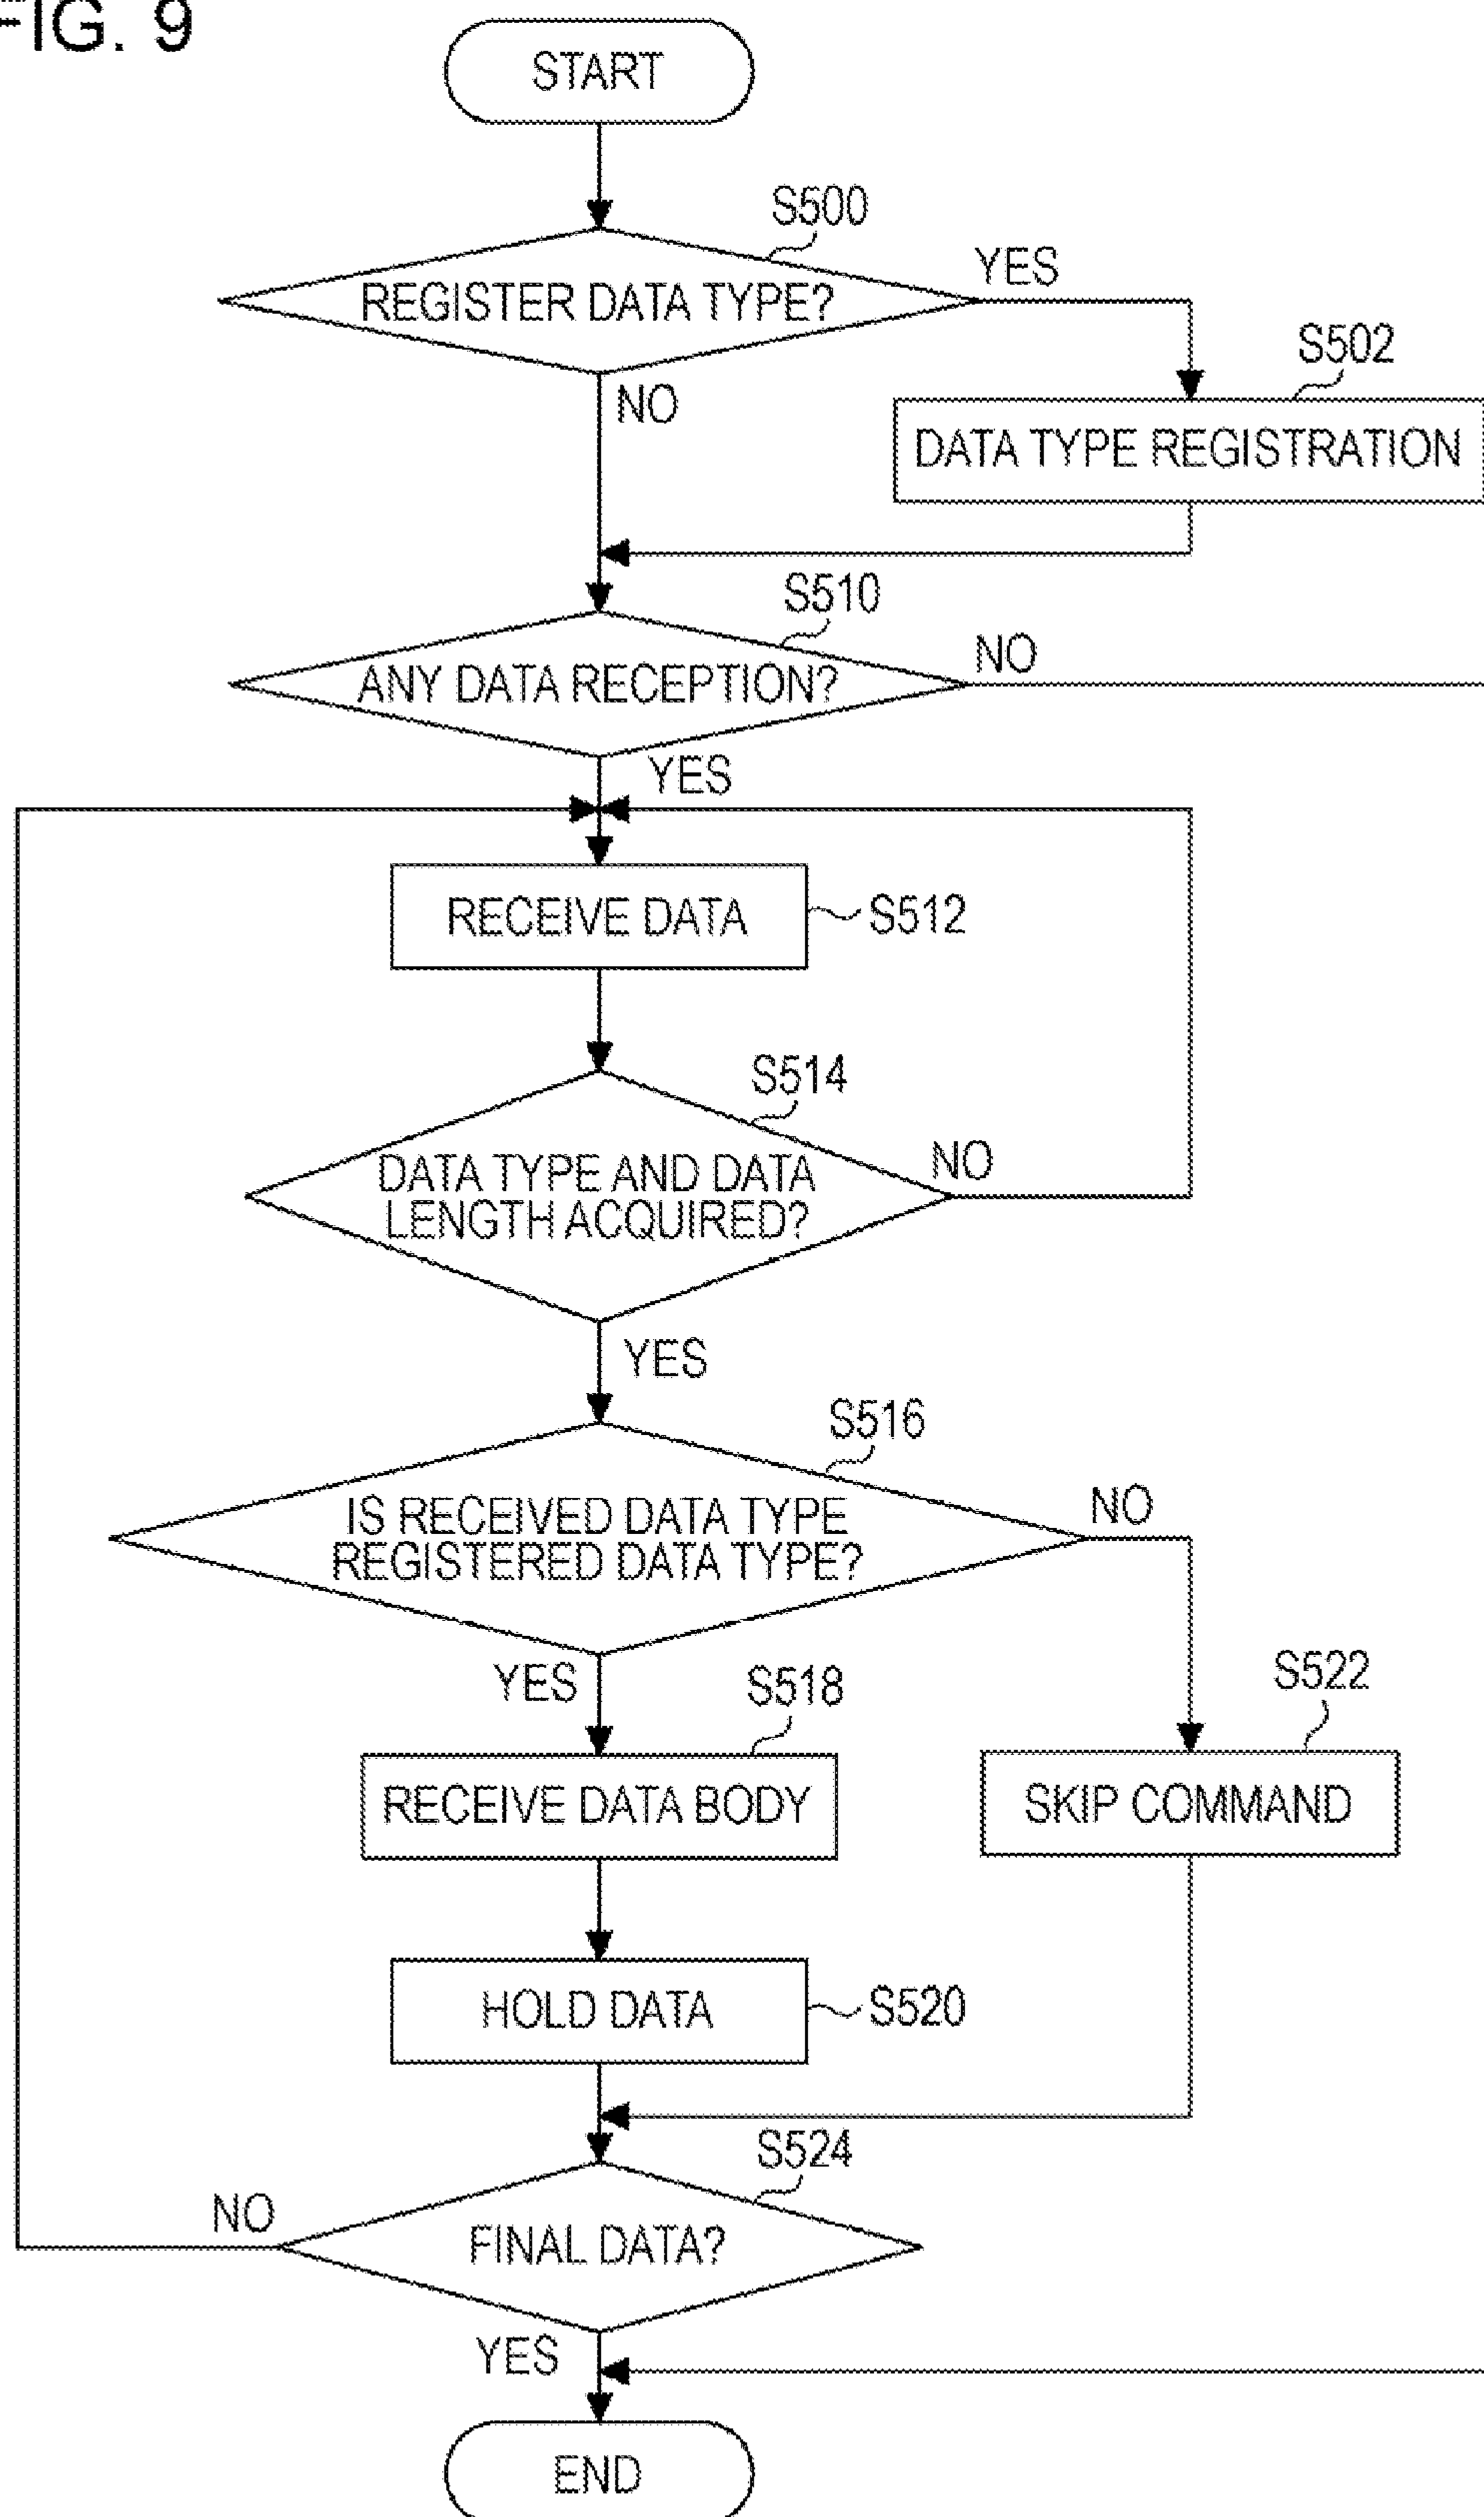 FIG. 9
START
S500
REGISTER DATA TYPE?
YES
NO
S502
DATA TYPE REGISTRATION
S510
ANY DATA RECEPTION?
NO
YES
RECEIVE DATA
S512
S514
DATA TYPE AND DATA
LENGTH ACQUIRED?
NO
YES
S516
IS RECEIVED DATA TYPE
REGISTERED DATA TYPE?
NO
YES
S518
RECEIVE DATA BODY
S522
SKIP COMMAND
HOLD DATA
S520
S524
FINAL DATA?
NO
YES
END